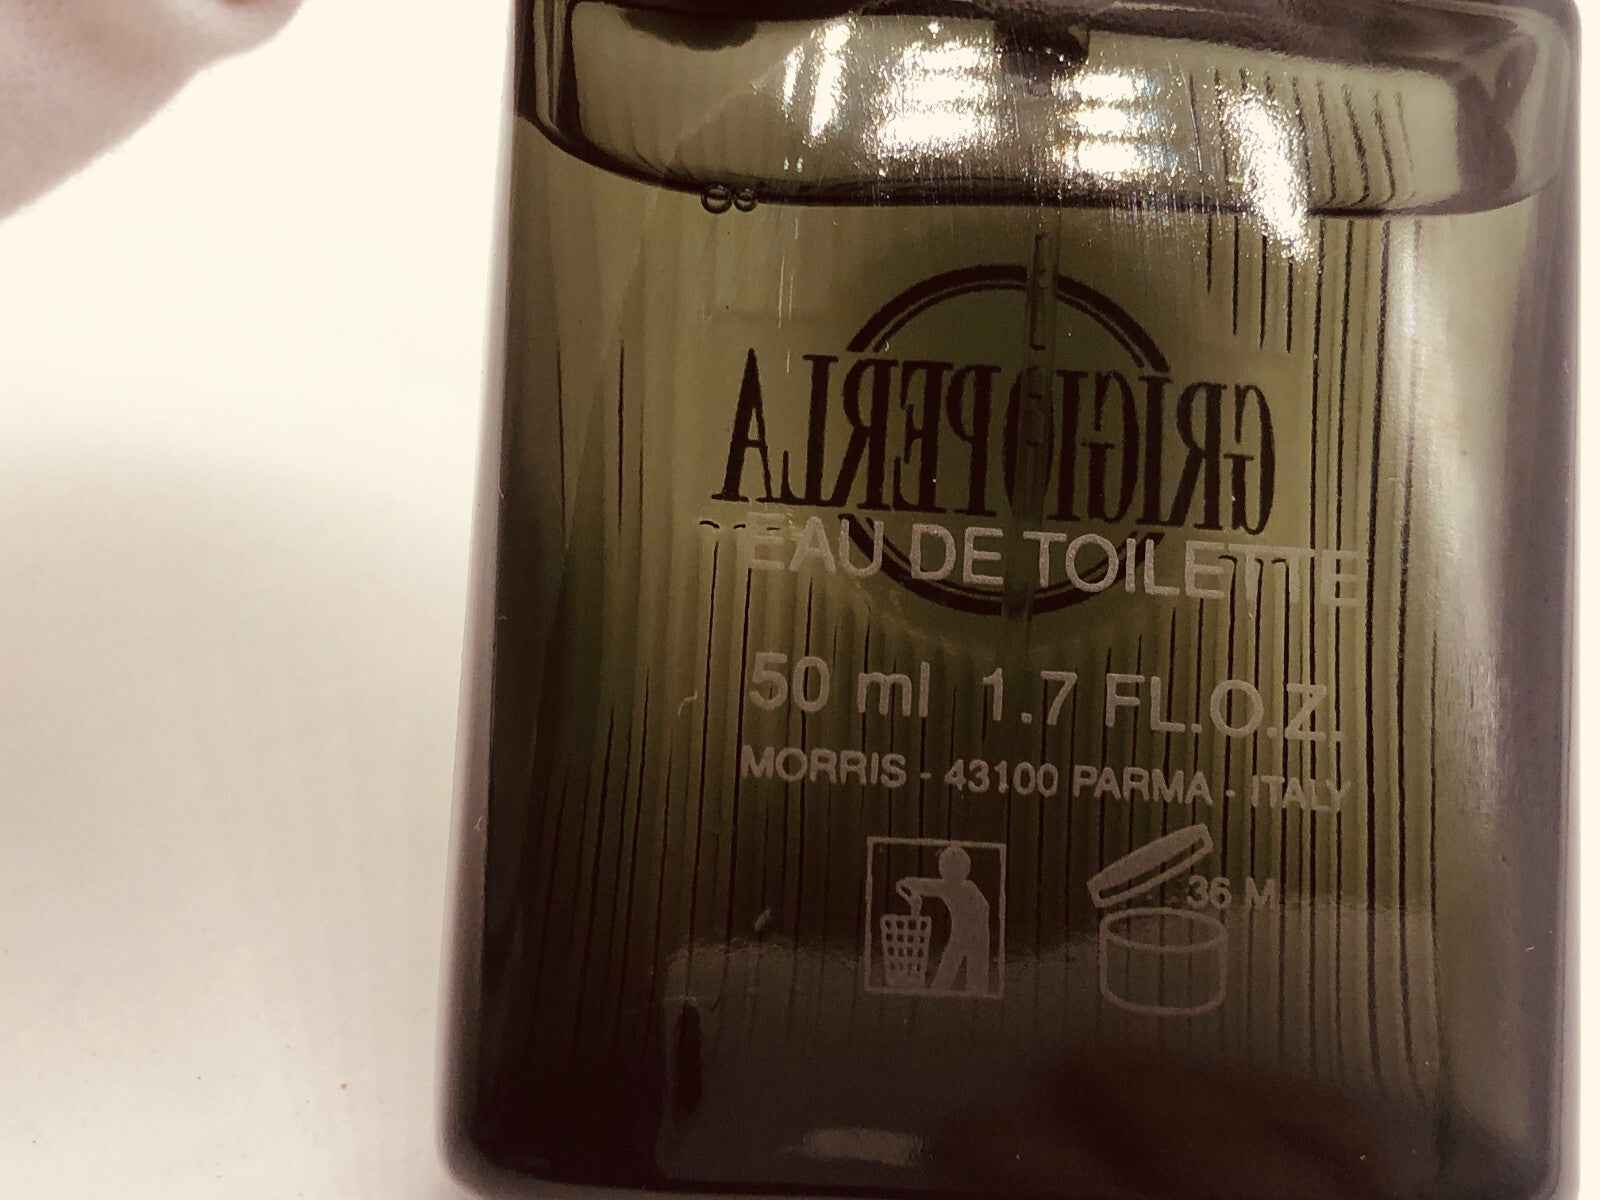 GRIGIOPERLA
EAU DE TOILETTE
50 ml 1.7 FL.O.Z.
MORRIS - 43100 PARMA - ITALY
36 M